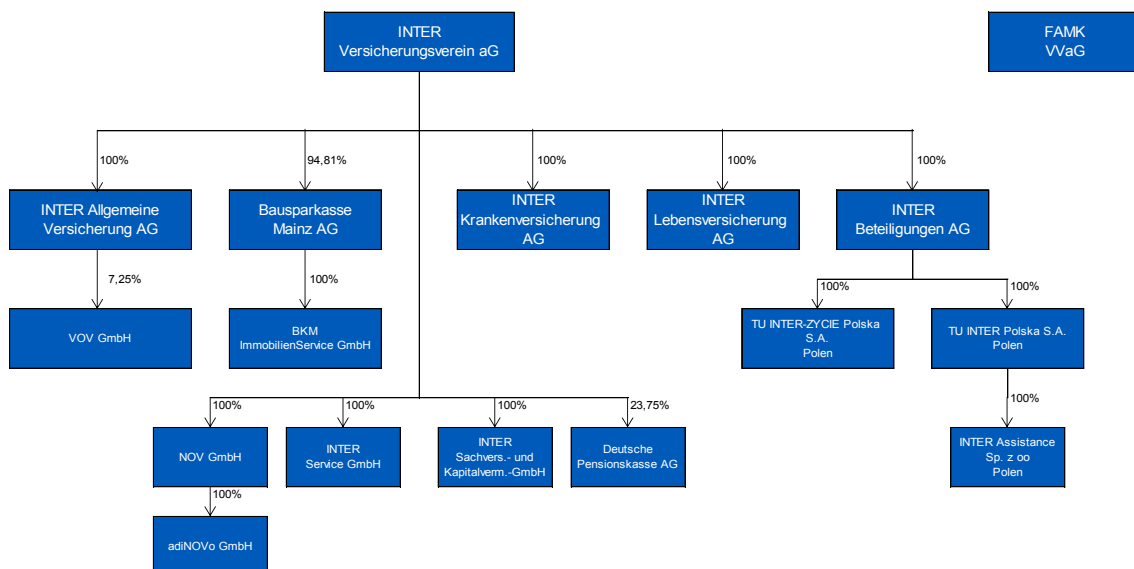 INTER
Versicherungsverein aG
FAMK
VVaG
100%
94,81%
100%
100%
100%
INTER Allgemeine
Versicherung AG
Bausparkasse
Mainz AG
INTER
Krankenversicherung
AG
INTER
Lebensversicherung
AG
INTER
Beteiligungen AG
7,25%
100%
100%
100%
VOV GmbH
BKM
ImmobilienService GmbH
TU INTER-ZYCIE Polska
S.A.
Polen
TU INTER Polska S.A.
Polen
100%
100%
100%
23,75%
100%
NOV GmbH
INTER
Service GmbH
INTER
Sachvers.- und
Kapitalverm.-GmbH
Deutsche
Pensionskasse AG
INTER Assistance
Sp. z oo
Polen
100%
adiNOVo GmbH